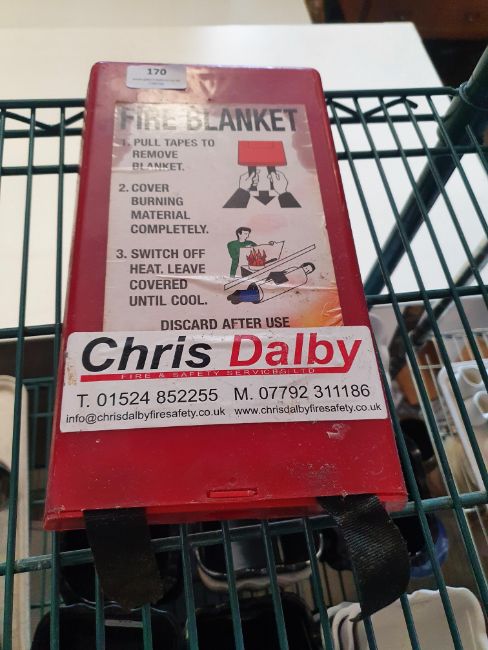 170
FIRE BLANKET
1. PULL TAPES TO
REMOVE
BLANKET.
2. COVER
BURNING
MATERIAL
COMPLETELY.
3. SWITCH OFF
HEAT. LEAVE
COVERED
UNTIL COOL.
DISCARD AFTER USE
Chris Dalby
FIRE & SAFETY SERVICES LTD
T. 01524 852255 M. 07792 311186
info@chrisdalbyfiresafety.co.uk www.chrisdalbyfiresafety.co.uk